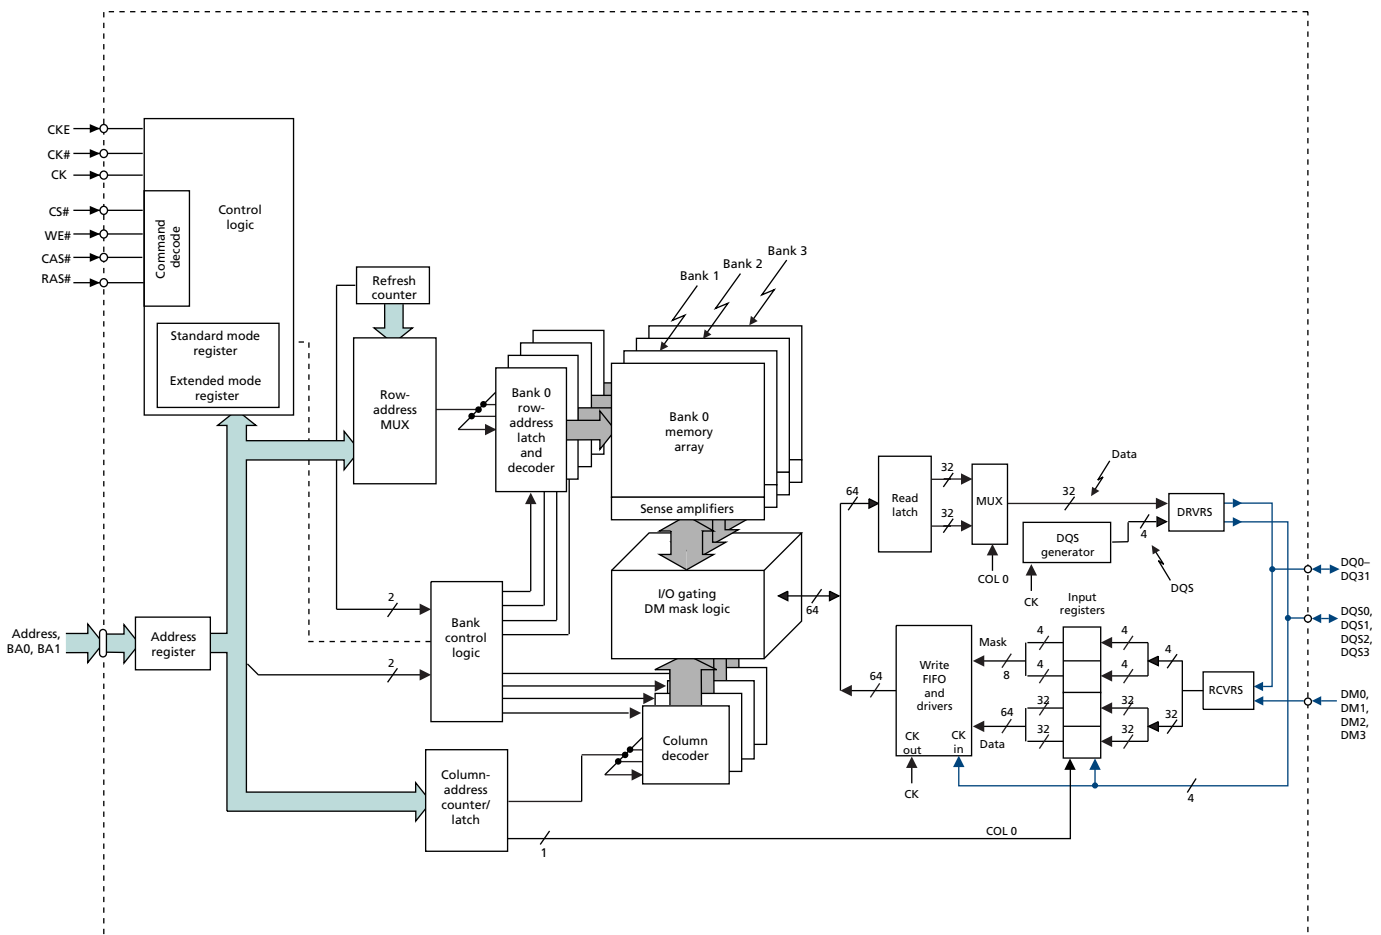 CKE
CK#
CK
CS#
WE#
CAS#
RAS#
Command
decode
Control
logic
Standard mode
register
Extended mode
register
Refresh
counter
Row-
address
MUX
Bank 0
row-
address
latch
and
decoder
Bank 1
Bank 2
Bank 3
Bank 0
memory
array
Sense amplifiers
I/O gating
DM mask logic
64
64
Read
latch
32
32
MUX
COL 0
32
Data
DQS
generator
CK
4
DQS
DRVRS
DQ0–
DQ31
DQS0,
DQS1,
DQS2,
DQS3
DM0,
DM1,
DM2,
DM3
Address,
BA0, BA1
Address
register
2
2
Bank
control
logic
Column
decoder
Column-
address
counter/
latch
1
COL 0
64
Write
FIFO
and
drivers
CK
out
CK
in
CK
Mask
8
64
Data
4
4
32
32
Input
registers
4
4
32
32
4
32
RCVRS
4